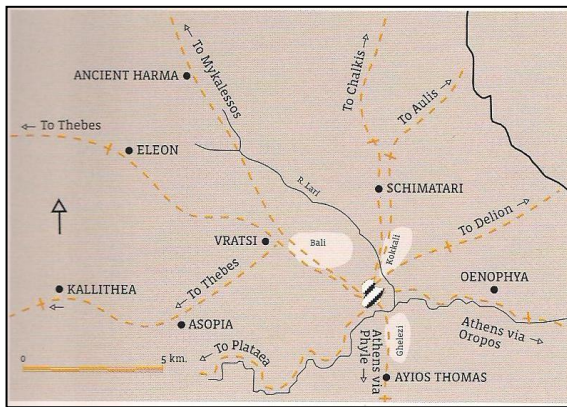 To Mykalessos
ANCIENT HARMA
To Chalkis
To Aulis
To Thebes
ELEON
R. Lari
SCHIMATARI
To Delion
VRATSI
Bali
Kokkali
To Thebes
KALLITHEA
OENOPHYA
ASOPIA
Athens via
Oropos
To Plataea
Athens via
Phyle
Ghelezi
0
5 km.
AYIOS THOMAS